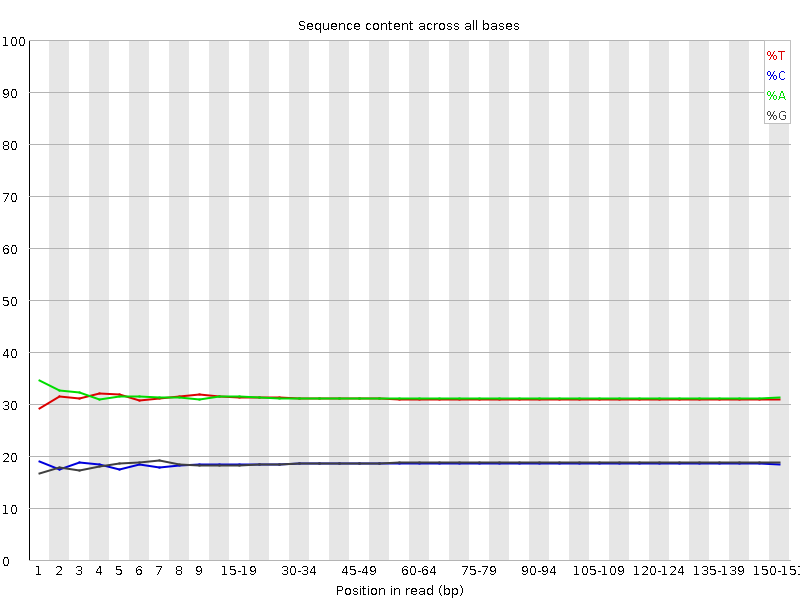 Sequence content across all bases
100
90
80
70
60
50
40
30
20
10
0
%T
%C
%A
%G
1 2 3 4 5 6 7 8 9 15-19 30-34 45-49 60-64 75-79 90-94 105-109 120-124 135-139 150-151
Position in read (bp)